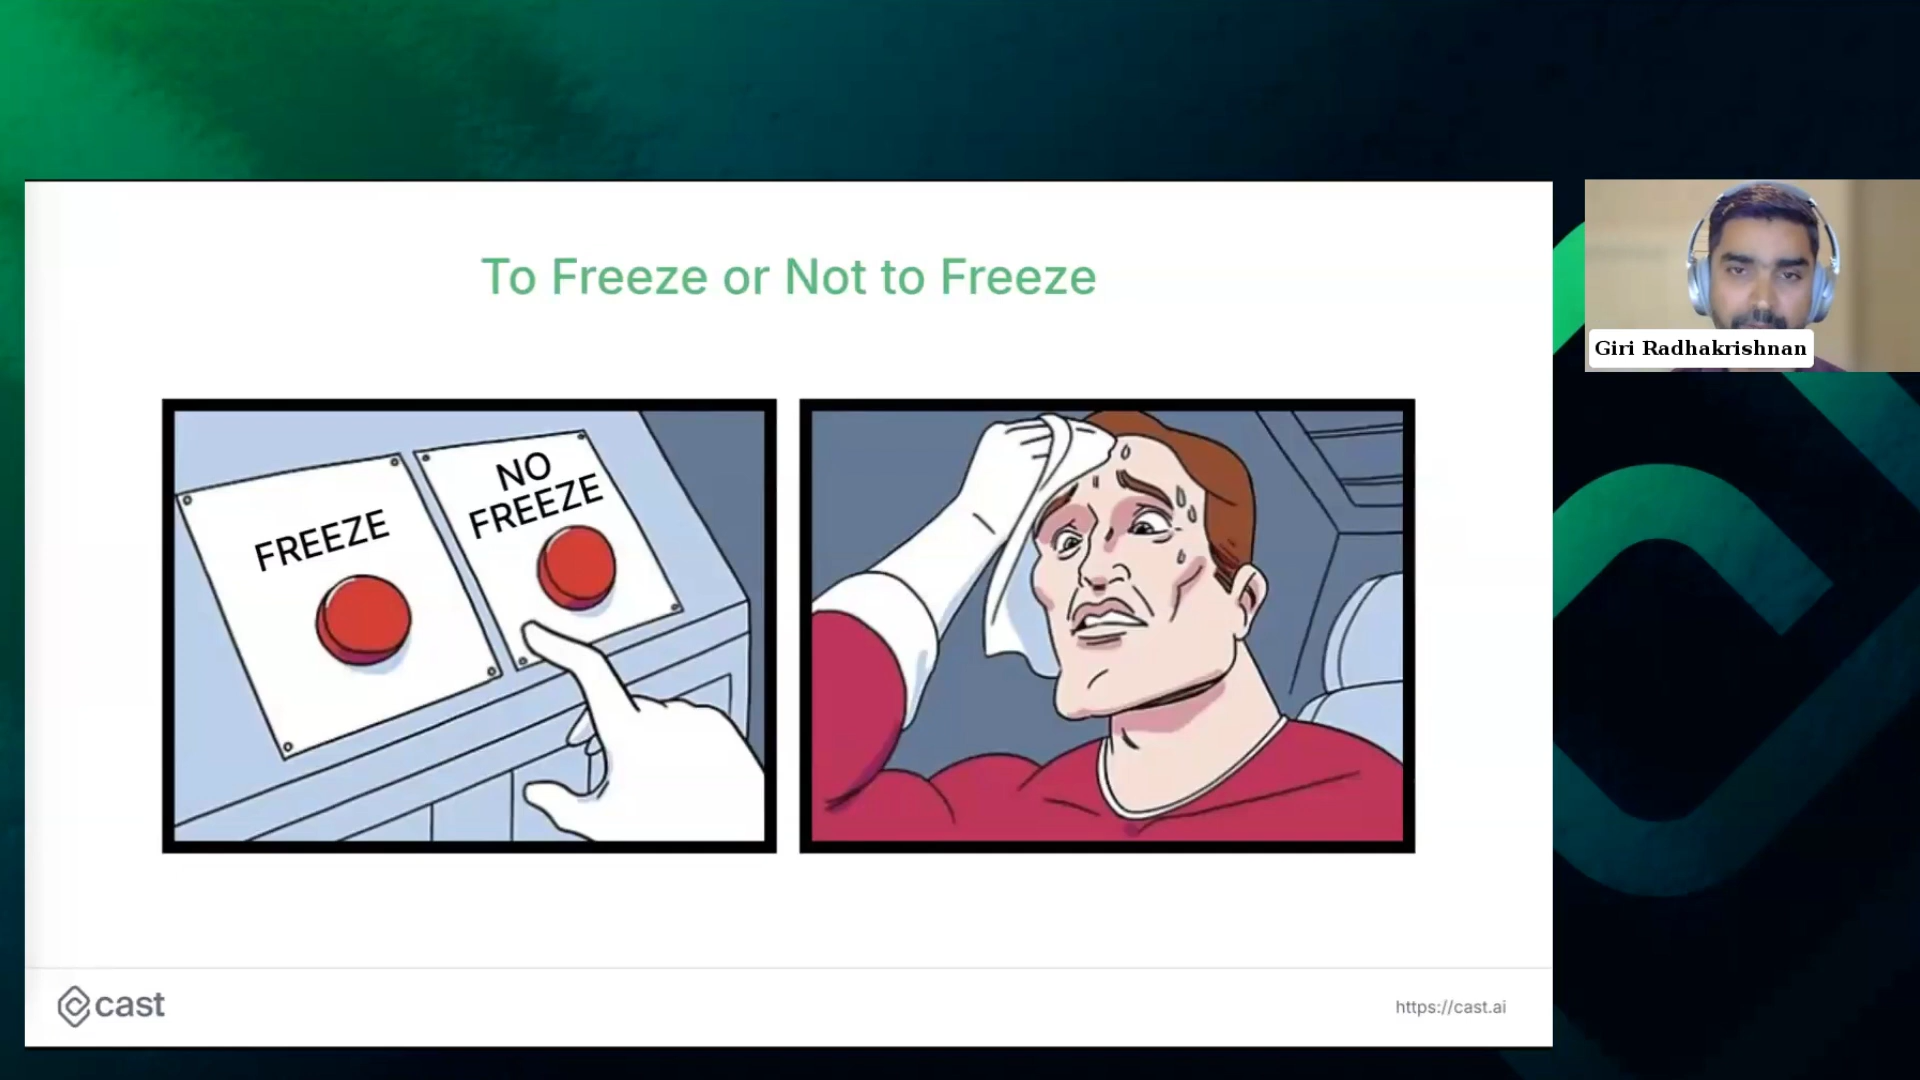 To Freeze or Not to Freeze
FREEZE
NO
FREEZE
Giri Radhakrishnan
cast
https://cast.ai